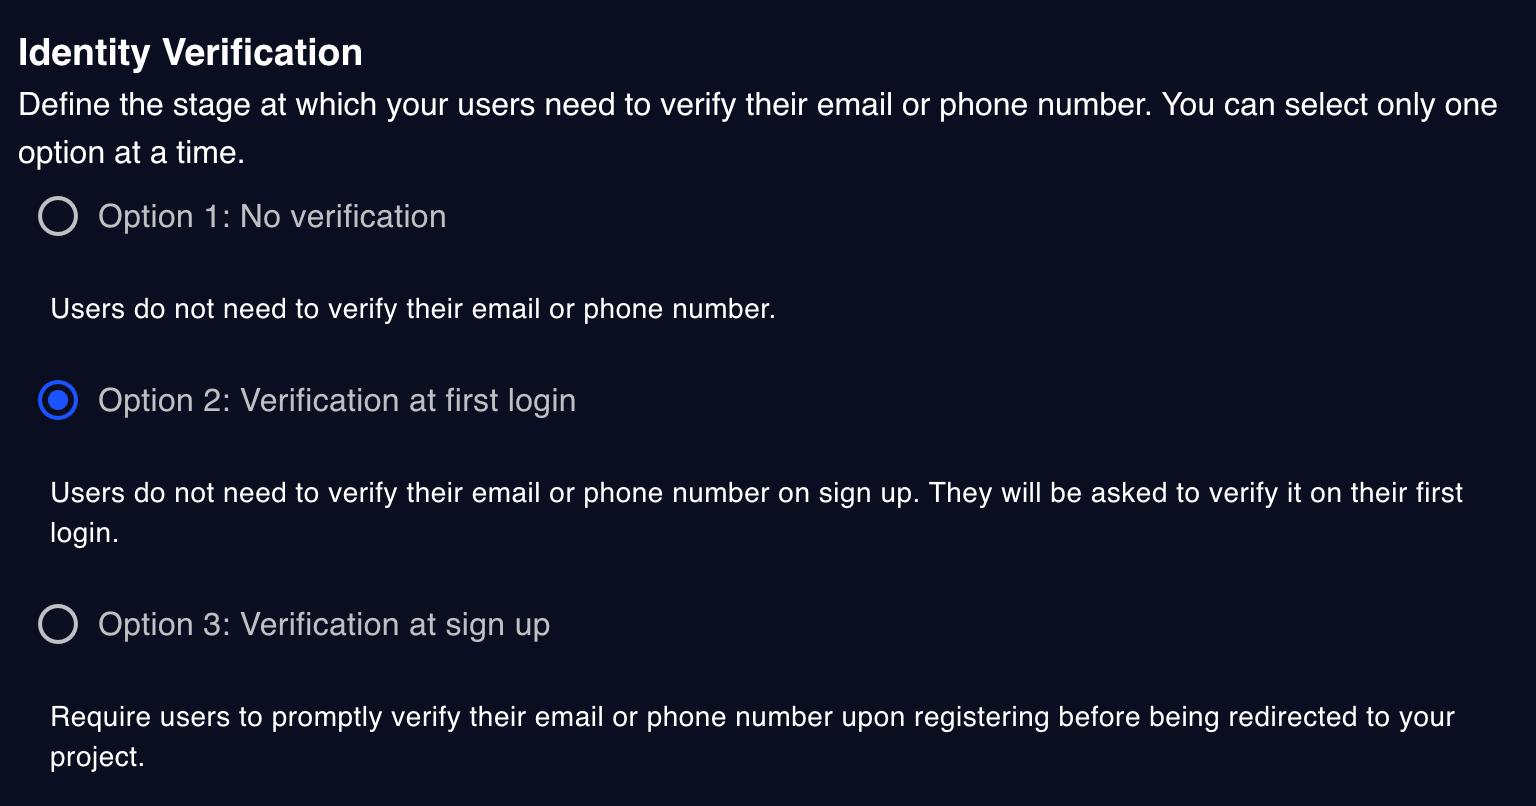 Identity Verification
Define the stage at which your users need to verify their email or phone number. You can select only one
option at a time.
Option 1: No verification
Users do not need to verify their email or phone number.
Option 2: Verification at first login
Users do not need to verify their email or phone number on sign up. They will be asked to verify it on their first
login.
Option 3: Verification at sign up
Require users to promptly verify their email or phone number upon registering before being redirected to your
project.